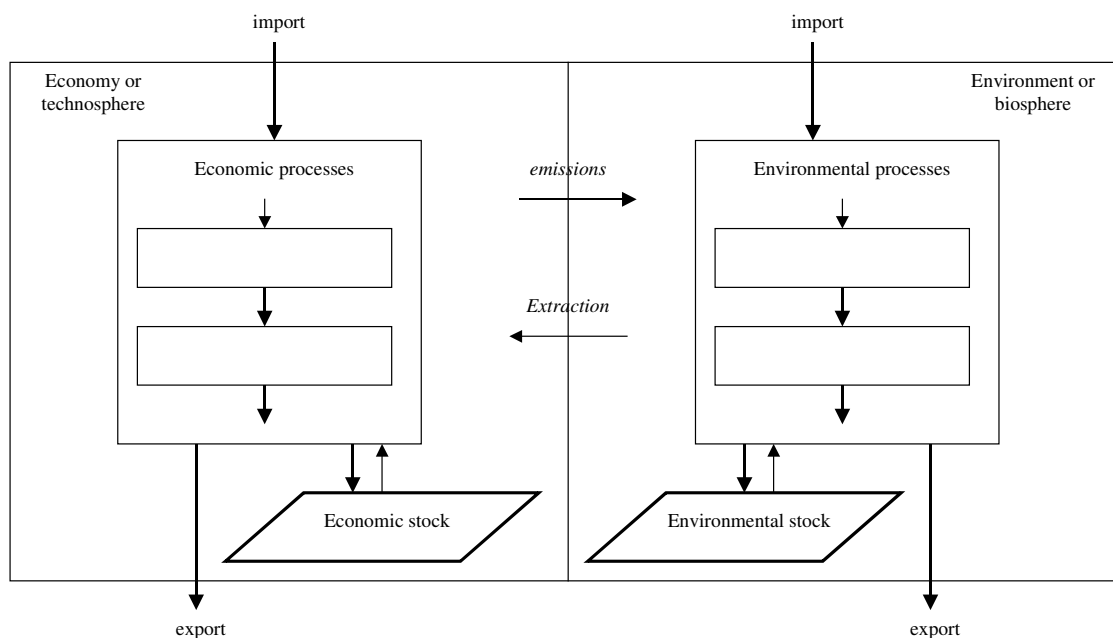 import
import
Economy or
technosphere
Environment or
biosphere
Economic processes
emissions
Environmental processes
Extraction
Economic stock
Environmental stock
export
export